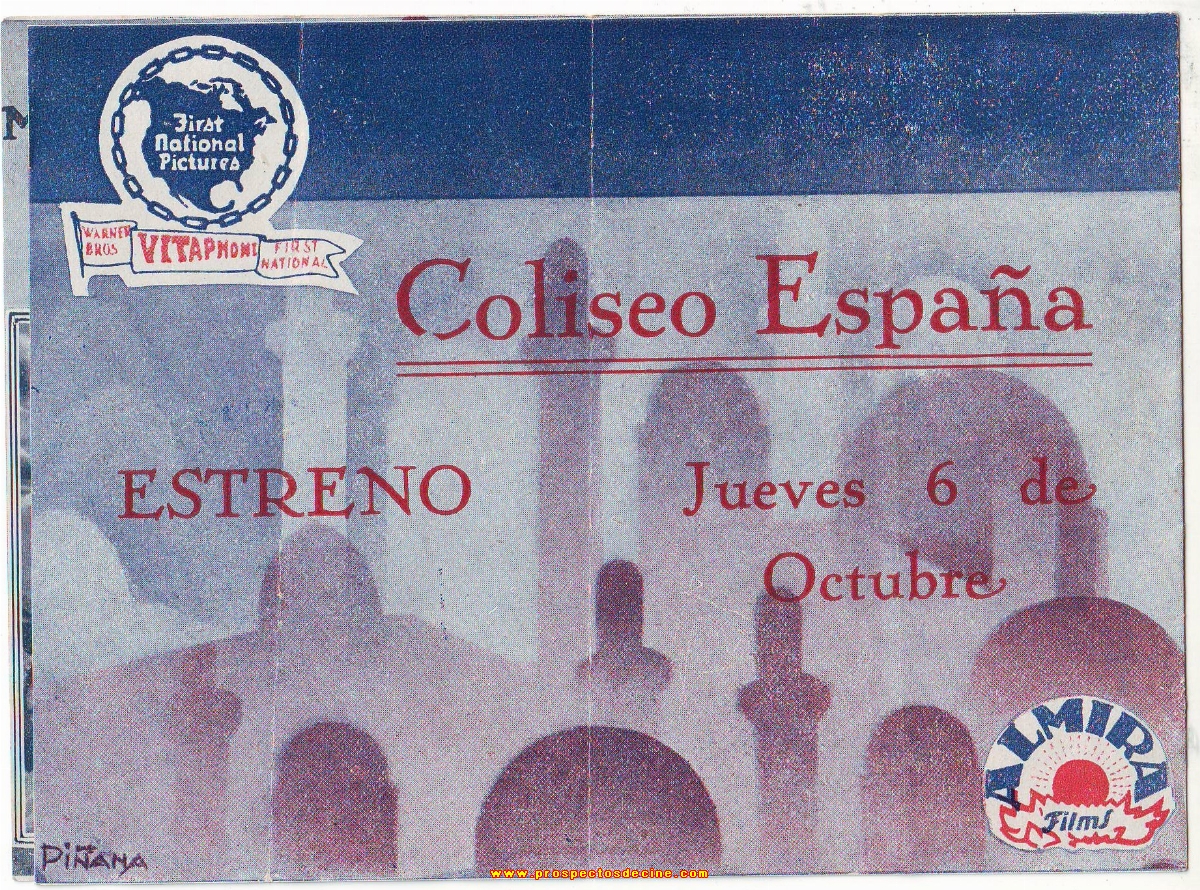 First
National
Pictures
WARNER
BROS
VITAPHONE
FIRST
NATIONAL
Coliseo España
ESTRENO
Jueves 6 de
Octubre
ALMIRA
Films
PIÑANA
www.prospectosdecine.com